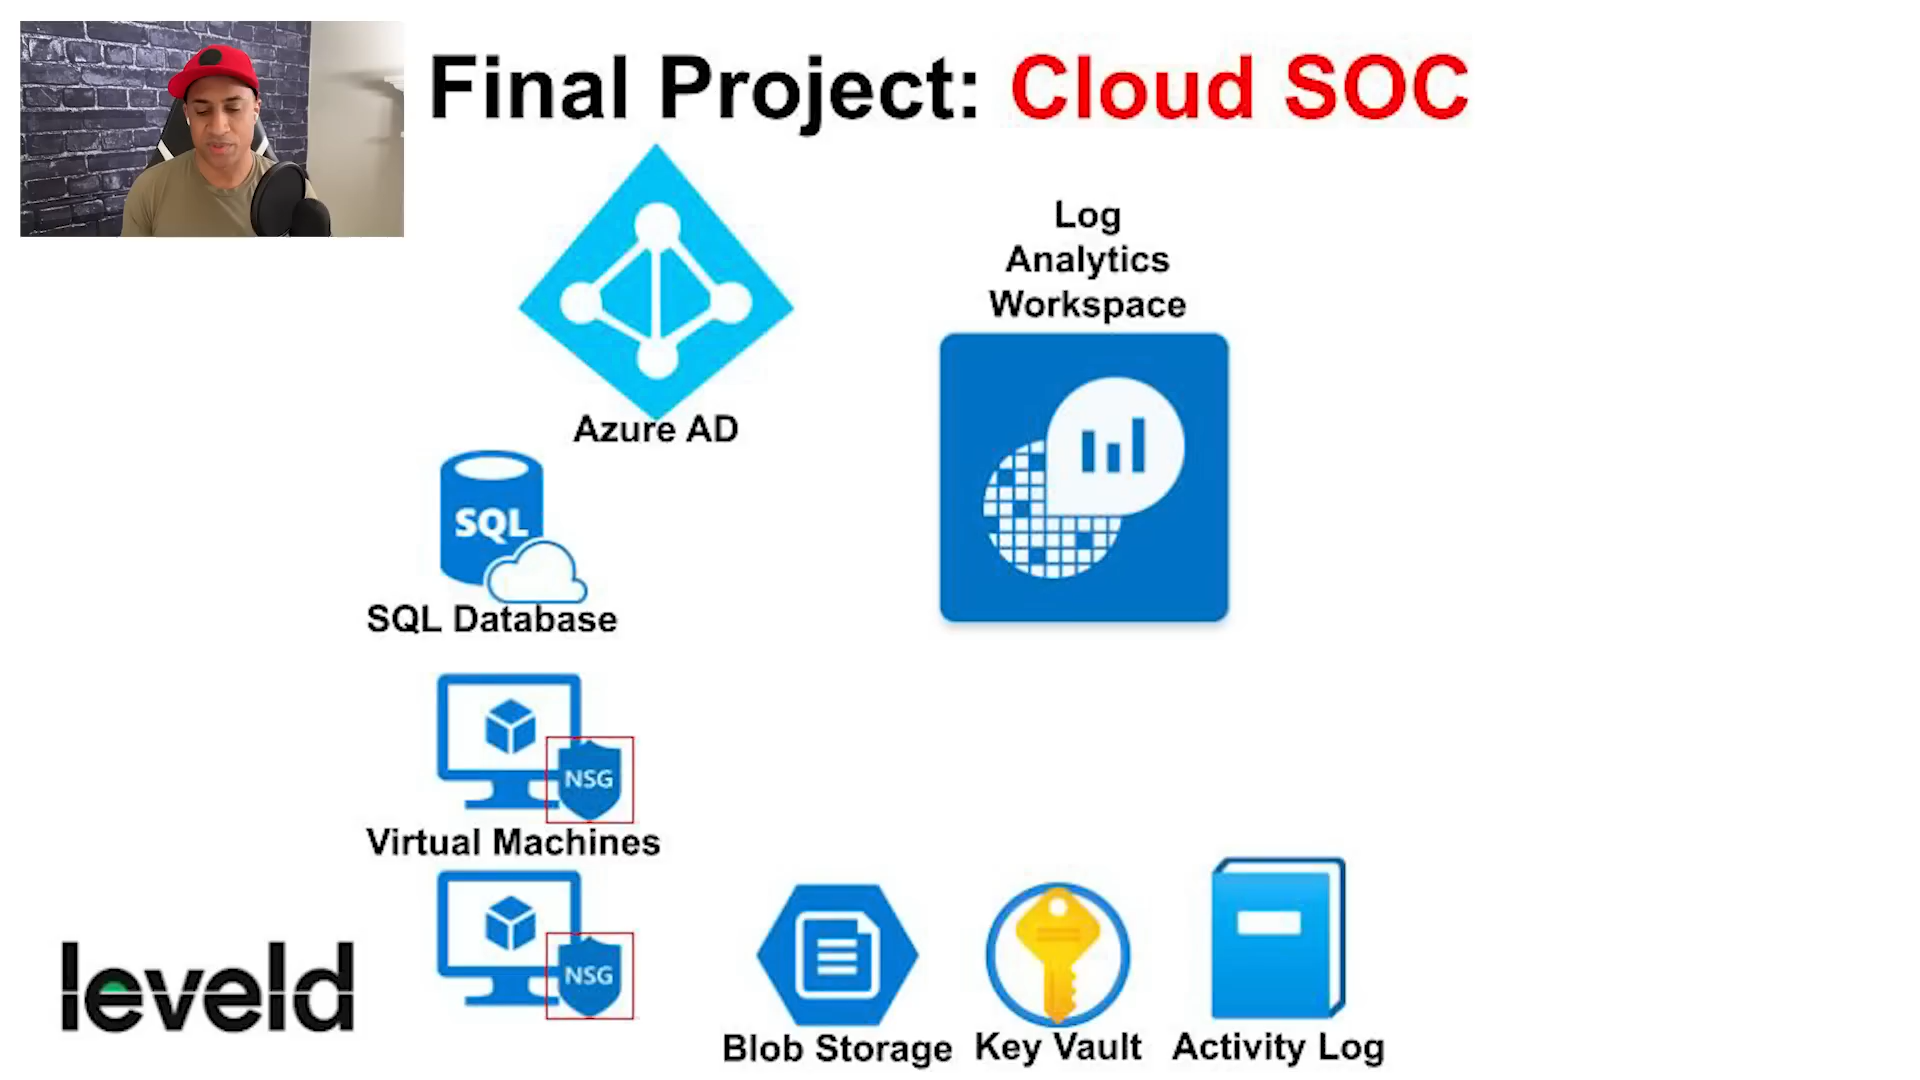 Final Project: Cloud SOC
Log
Analytics
Workspace
Azure AD
SQL
SQL Database
NSG
Virtual Machines
NSG
leveld
Blob Storage
Key Vault
Activity Log